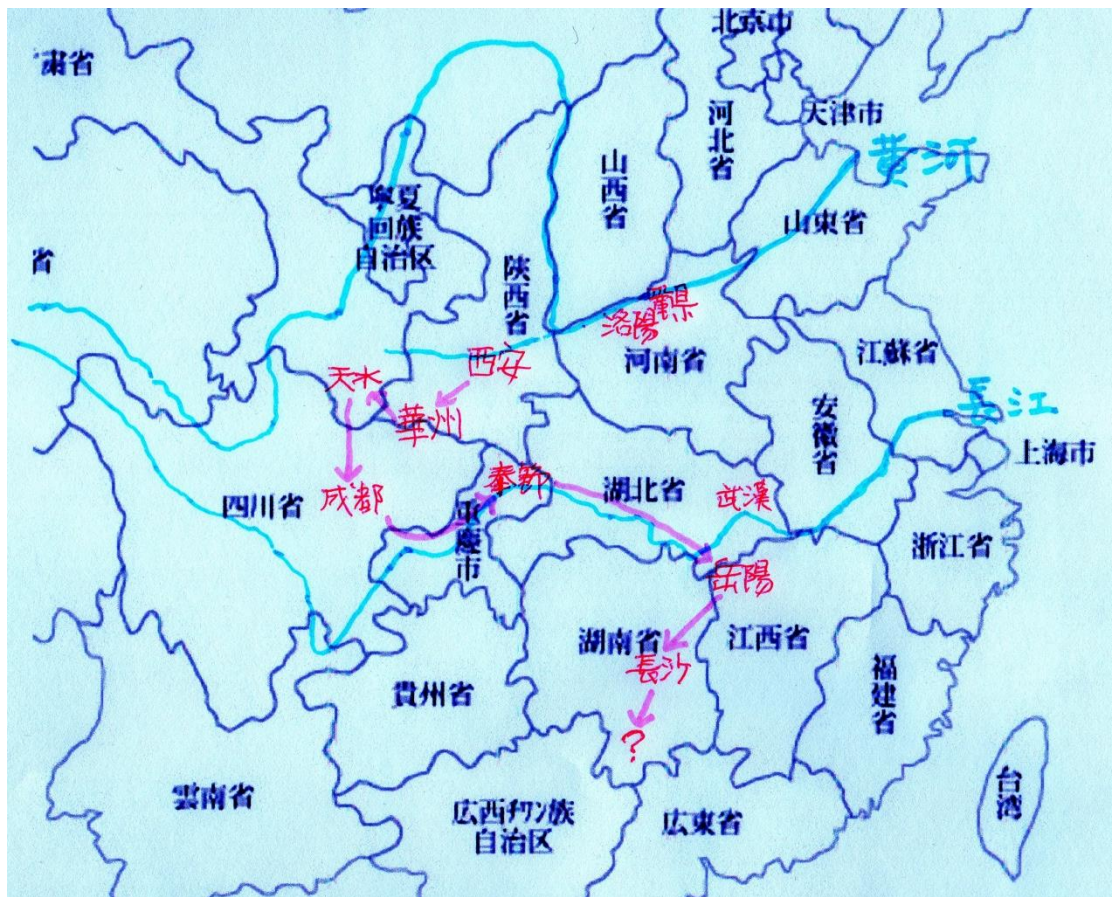 北京市
粛省
河北省
天津市
黄河
山西省
山東省
寧夏
回族
自治区
省
陝西省
洛陽
県
河南省
江蘇省
西安
天水
華州
長江
安徽省
上海市
成都
四川省
湖北省
武漢
重慶市
浙江省
岳陽
湖南省
江西省
長沙
貴州省
福建省
?
雲南省
広西チワン族
自治区
広東省
台湾